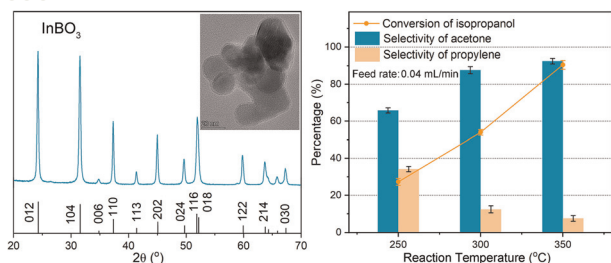 InBO₃
012
104
006
110
113
202
024
116
018
122
214
030
20 30 40 50 60 70
2θ (°)
Conversion of isopropanol
Selectivity of acetone
Selectivity of propylene
Feed rate: 0.04 mL/min
Percentage (%)
100
80
60
40
20
0
250 300 350
Reaction Temperature (°C)